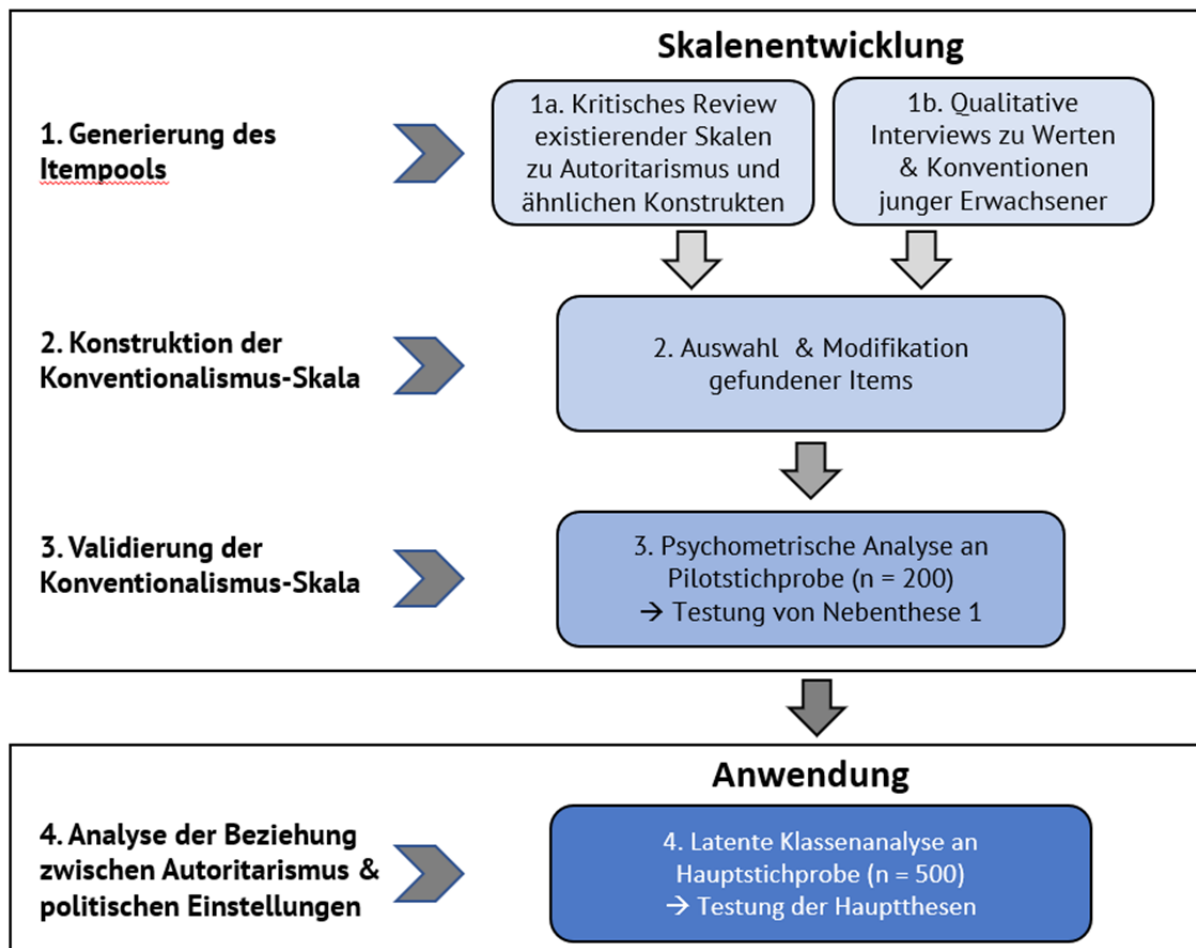 Skalenentwicklung
1. Generierung des
Itempools
1a. Kritisches Review
existierender Skalen
zu Autoritarismus und
ähnlichen Konstrukten
1b. Qualitative
Interviews zu Werten
& Konventionen
junger Erwachsener
2. Konstruktion der
Konventionalismus-Skala
2. Auswahl & Modifikation
gefundener Items
3. Validierung der
Konventionalismus-Skala
3. Psychometrische Analyse an
Pilotstichprobe (n = 200)
→ Testung von Nebenthese 1
Anwendung
4. Analyse der Beziehung
zwischen Autoritarismus &
politischen Einstellungen
4. Latente Klassenanalyse an
Hauptstichprobe (n = 500)
→ Testung der Hauptthesen